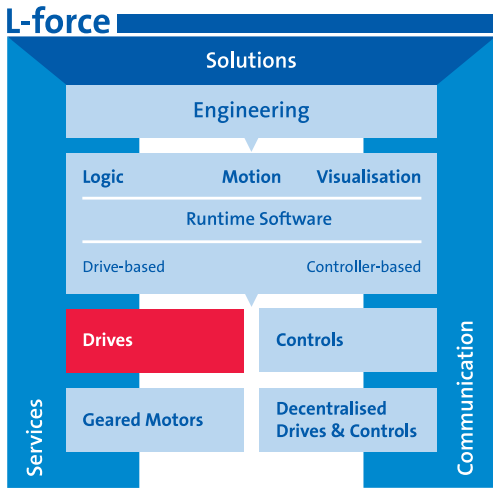 L-force
Solutions
Engineering
Logic Motion Visualisation
Runtime Software
Drive-based Controller-based
Drives
Controls
Geared Motors
Decentralised
Drives & Controls
Services
Communication